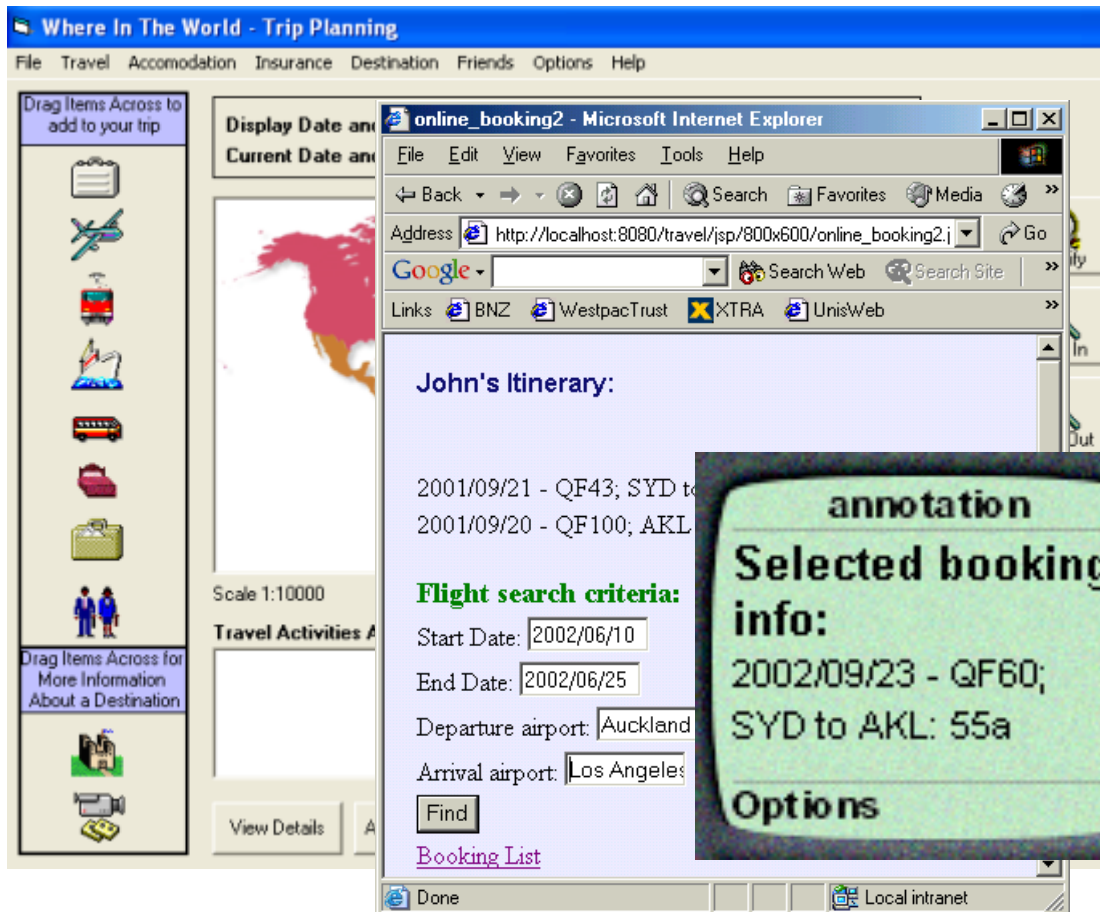 Where In The World - Trip Planning
File Travel Accomodation Insurance Destination Friends Options Help
Drag Items Across to
add to your trip
Display Date and
Current Date and
Scale 1:10000
Travel Activities A
Drag Items Across for
More Information
About a Destination
View Details
A
In
Out
online_booking2 - Microsoft Internet Explorer
File Edit View Favorites Tools Help
Back Search Favorites Media »
Address http://localhost:8080/travel/jsp/800x600/online_booking2.j Go
Google Search Web Search Site »
Links BNZ WestpacTrust XTRA UnisWeb »
John's Itinerary:
2001/09/21 - QF43; SYD to
2001/09/20 - QF100; AKL
Flight search criteria:
Start Date: 2002/06/10
End Date: 2002/06/25
Departure airport: Auckland
Arrival airport: Los Angeles
Find
Booking List
Done Local intranet
annotation
Selected booking
info:
2002/09/23 - QF60;
SYD to AKL: 55a
Options